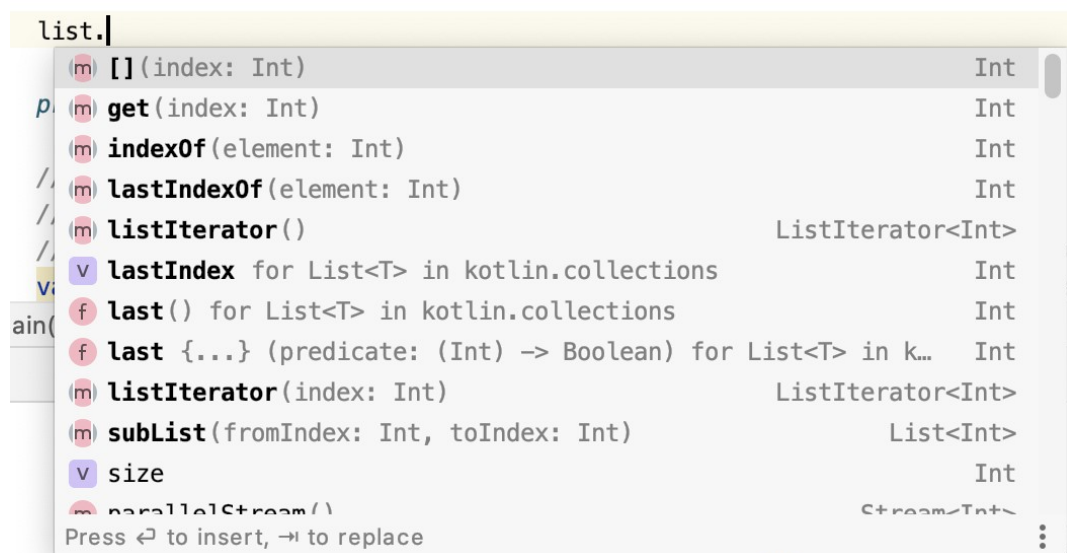 list.
[](index: Int) Int
get(index: Int) Int
indexOf(element: Int) Int
lastIndexOf(element: Int) Int
listIterator() ListIterator<Int>
lastIndex for List<T> in kotlin.collections Int
last() for List<T> in kotlin.collections Int
last {...} (predicate: (Int) -> Boolean) for List<T> in k… Int
listIterator(index: Int) ListIterator<Int>
subList(fromIndex: Int, toIndex: Int) List<Int>
size Int
parallelStream() Stream<Int>
Press ↩ to insert, ⇥ to replace